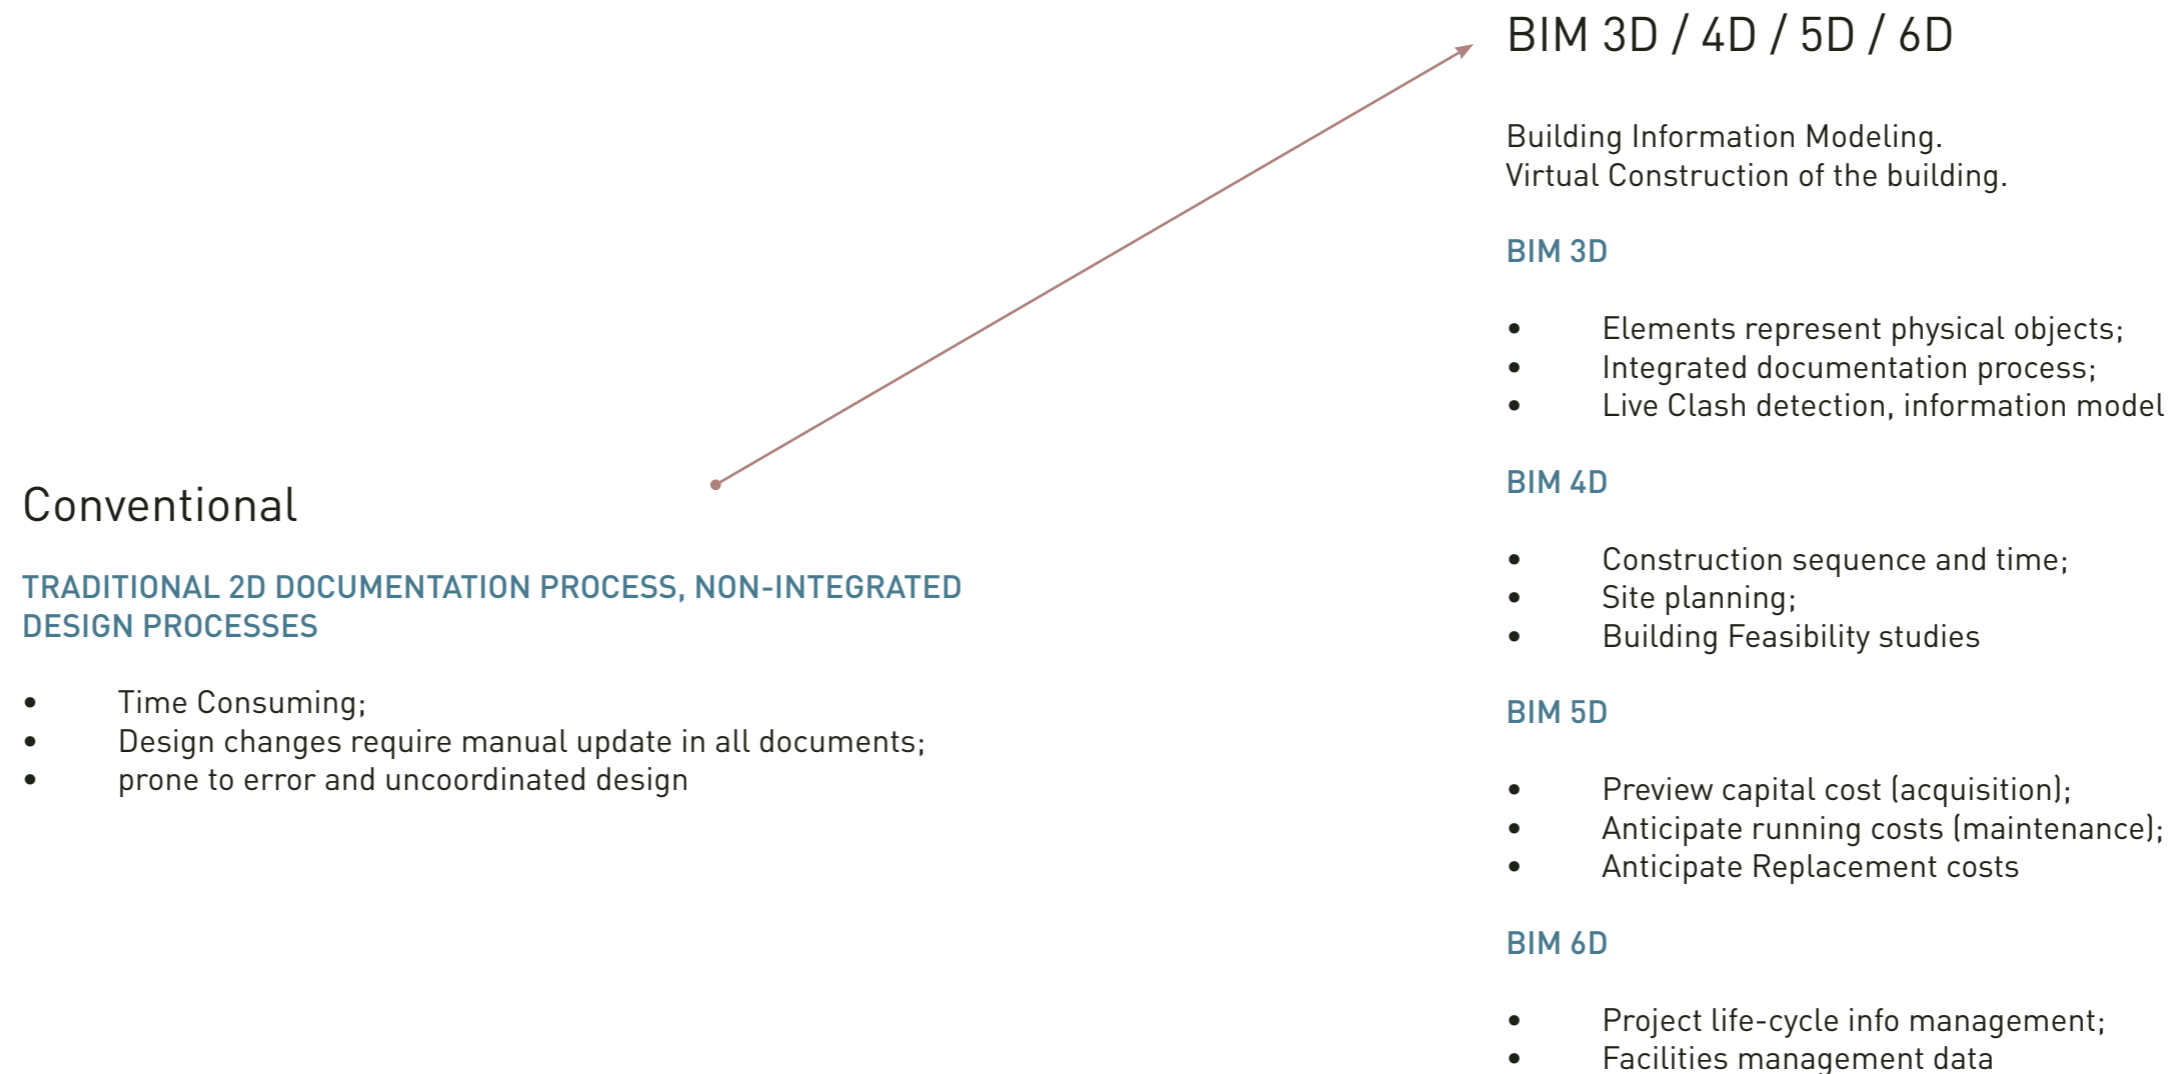 Conventional
TRADITIONAL 2D DOCUMENTATION PROCESS, NON-INTEGRATED
DESIGN PROCESSES
• Time Consuming;
• Design changes require manual update in all documents;
• prone to error and uncoordinated design
BIM 3D / 4D / 5D / 6D
Building Information Modeling.
Virtual Construction of the building.
BIM 3D
• Elements represent physical objects;
• Integrated documentation process;
• Live Clash detection, information model
BIM 4D
• Construction sequence and time;
• Site planning;
• Building Feasibility studies
BIM 5D
• Preview capital cost (acquisition);
• Anticipate running costs (maintenance);
• Anticipate Replacement costs
BIM 6D
• Project life-cycle info management;
• Facilities management data